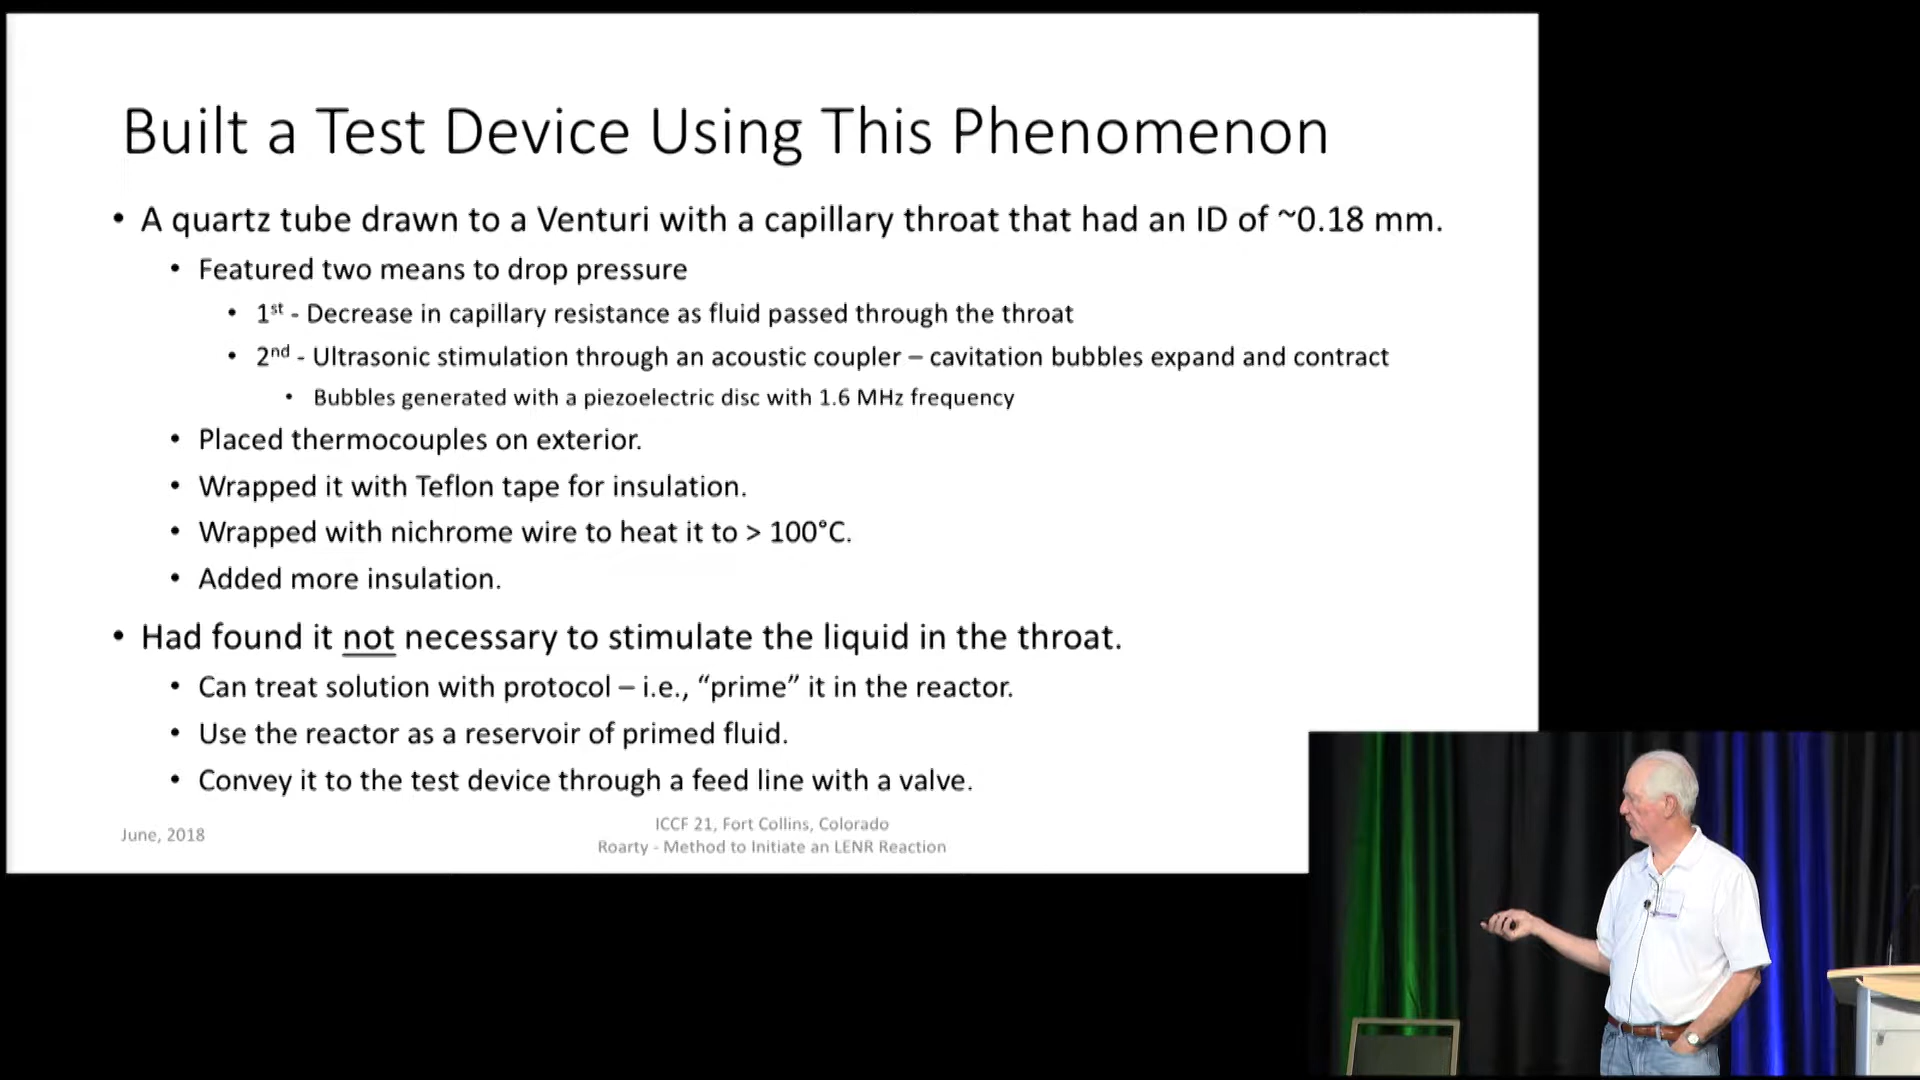 Built a Test Device Using This Phenomenon
• A quartz tube drawn to a Venturi with a capillary throat that had an ID of ~0.18 mm.
• Featured two means to drop pressure
• 1st - Decrease in capillary resistance as fluid passed through the throat
• 2nd - Ultrasonic stimulation through an acoustic coupler – cavitation bubbles expand and contract
• Bubbles generated with a piezoelectric disc with 1.6 MHz frequency
• Placed thermocouples on exterior.
• Wrapped it with Teflon tape for insulation.
• Wrapped with nichrome wire to heat it to > 100°C.
• Added more insulation.
• Had found it not necessary to stimulate the liquid in the throat.
• Can treat solution with protocol – i.e., “prime” it in the reactor.
• Use the reactor as a reservoir of primed fluid.
• Convey it to the test device through a feed line with a valve.
June, 2018
ICCF 21, Fort Collins, Colorado
Roarty - Method to Initiate an LENR Reaction